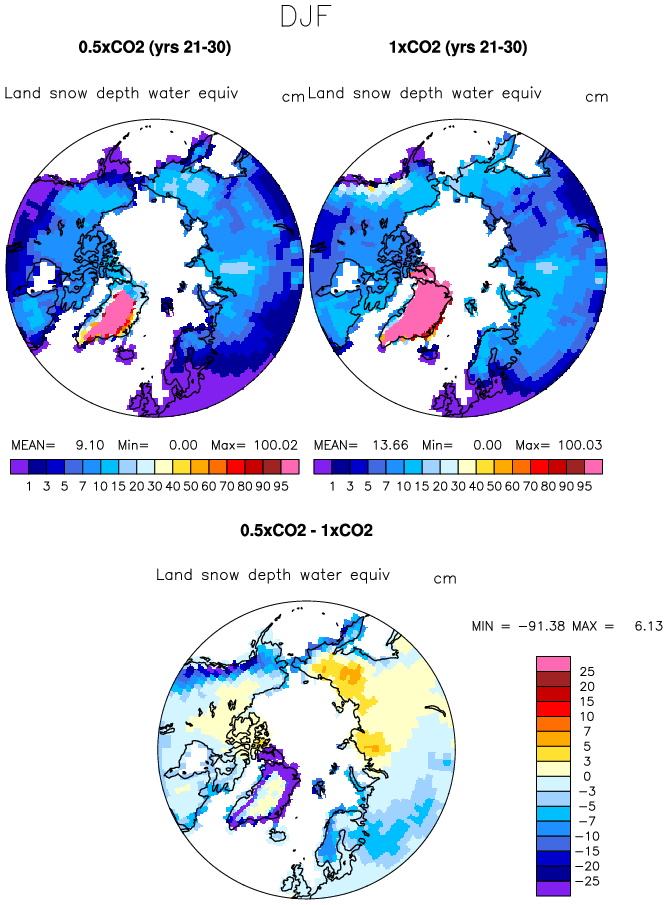 DJF
0.5xCO2 (yrs 21-30) 1xCO2 (yrs 21-30)
Land snow depth water equiv cm Land snow depth water equiv cm
MEAN= 9.10 Min= 0.00 Max= 100.02 MEAN= 13.66 Min= 0.00 Max= 100.03
1 3 5 7 10 15 20 30 40 50 60 70 80 90 95 1 3 5 7 10 15 20 30 40 50 60 70 80 90 95
0.5xCO2 - 1xCO2
Land snow depth water equiv cm
MIN = -91.38 MAX = 6.13
25
20
15
10
7
5
3
0
-3
-5
-7
-10
-15
-20
-25